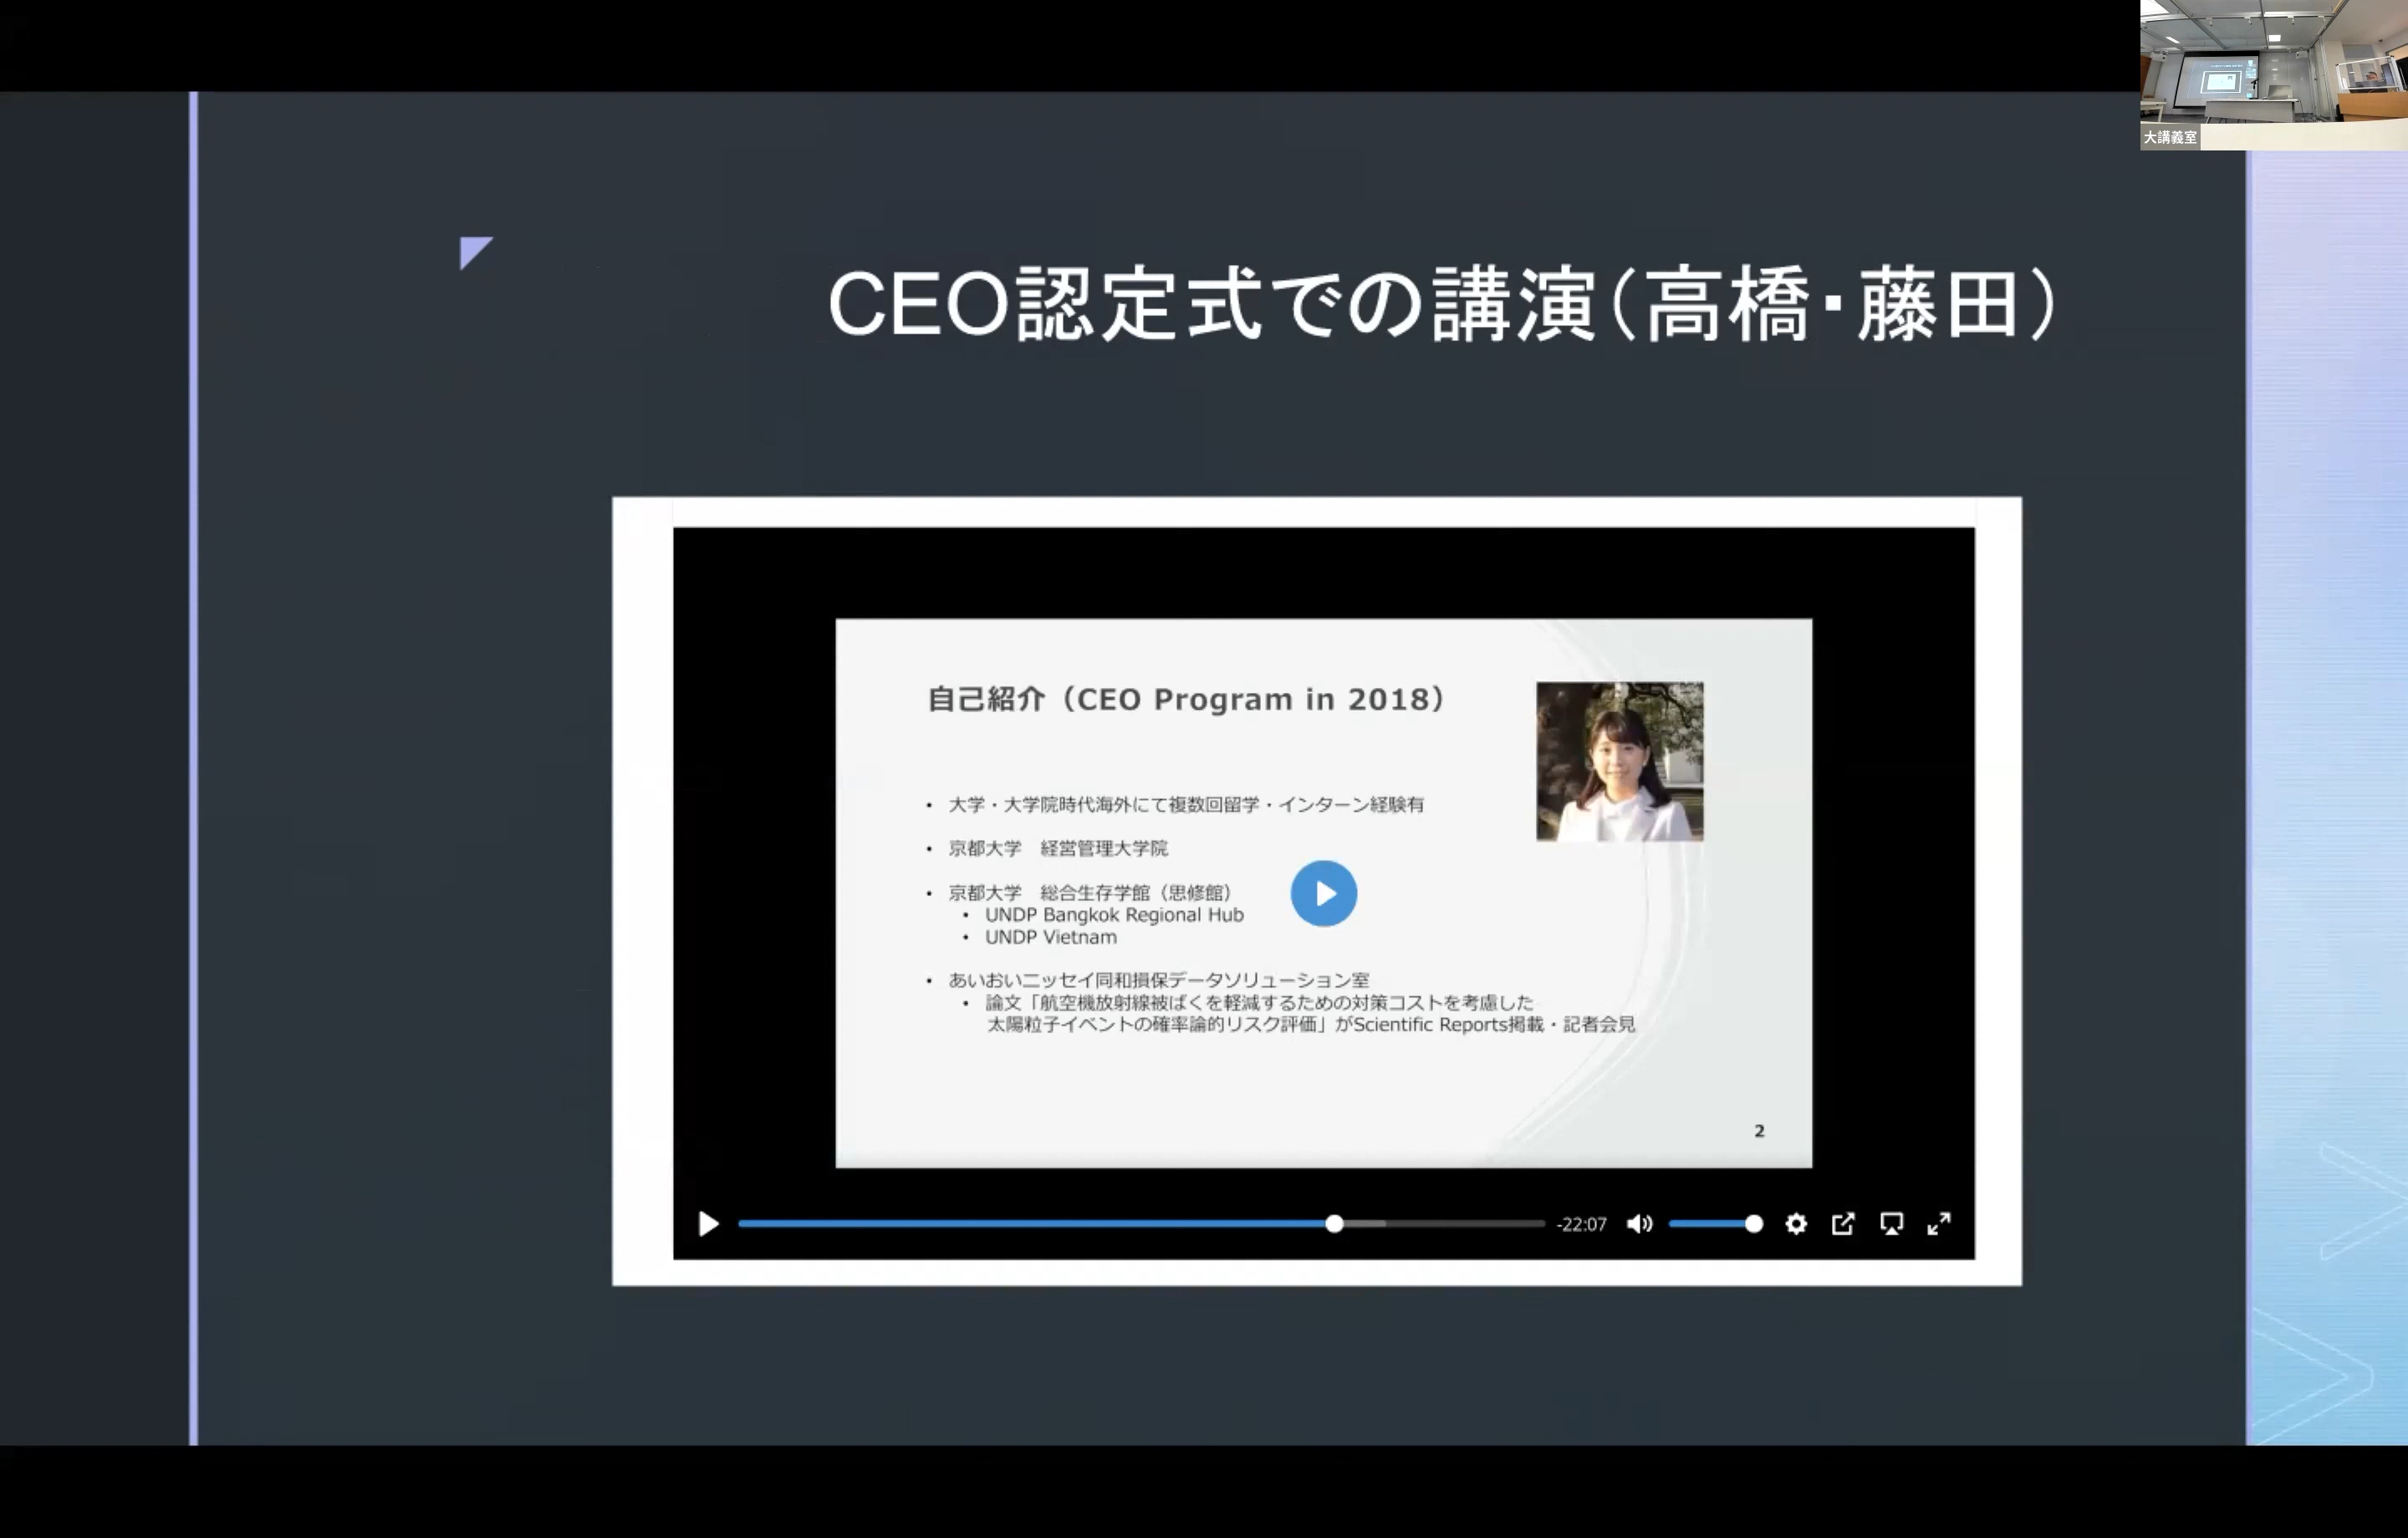 大講義室
CEO認定式での講演（高橋・藤田）
自己紹介（CEO Program in 2018）
• 大学・大学院時代海外にて複数回留学・インターン経験有
• 京都大学　経営管理大学院
• 京都大学　総合生存学館（思修館）
• UNDP Bangkok Regional Hub
• UNDP Vietnam
• あいおいニッセイ同和損保データソリューション室
• 論文「航空機放射線被ばくを軽減するための対策コストを考慮した
太陽粒子イベントの確率論的リスク評価」がScientific Reports掲載・記者会見
2
-22:07